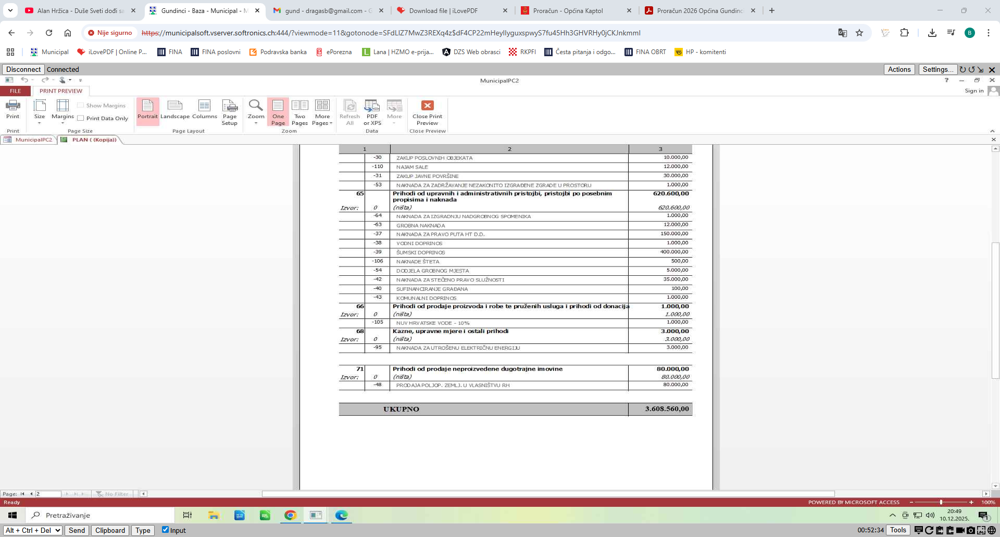 Alan Hržica - Duše Sveti dođi sa
Gundinci - Baza - Municipal - M
gund - dragasb@gmail.com - G
Download file | iLovePDF
Proračun - Općina Kaptol
Proračun 2026 Općina Gundinc
Nije sigurno
https://municipalsoft.vserver.softronics.ch:444/?viewmode=11&gotonode=SFdLlZ7MwZ3REXq4z$dF4CP22mHeyIlyguxspwyS7fu45Hh3GHVRHy0jCKJnkmmI
B
Municipal
iLovePDF | Online P...
FINA
FINA poslovni
Podravska banka
ePorezna
Lana | HZMO e-prija...
DZS Web obrasci
RKPFI
Česta pitanja i odgo...
FINA OBRT
HP - komitenti
Disconnect Connected
Actions Settings...
MunicipalPC2
FILE PRINT PREVIEW
Sign in
Print
Size
Margins
Show Margins
Print Data Only
Portrait
Landscape
Columns
Page Setup
Zoom
One Page
Two Pages
More Pages
Refresh All
PDF or XPS
More
Close Print Preview
Print
Page Size
Page Layout
Zoom
Data
Close Preview
MunicipalPC2
PLAN ( (Kopija))
1 2 3
-30 ZAKUP POSLOVNIH OBJEKATA 10.000,00
-110 NAJAM SALE 12.000,00
-31 ZAKUP JAVNE POVRŠINE 30.000,00
-53 NAKNADA ZA ZADRŽAVANJE NEZAKONITO IZGRAĐENE ZGRADE U PROSTORU 1.000,00
65 Prihodi od upravnih i administrativnih pristojbi, pristojbi po posebnim 620.600,00
propisima i naknada
Izvor: 0 (ništa) 620.600,00
-64 NAKNADA ZA IZGRADNJU NADGROBNOG SPOMENIKA 1.000,00
-63 GROBNA NAKNADA 12.000,00
-37 NAKNADA ZA PRAVO PUTA HT D.D. 150.000,00
-38 VODNI DOPRINOS 1.000,00
-39 ŠUMSKI DOPRINOS 400.000,00
-106 NAKNADE ŠTETA 500,00
-54 DODJELA GROBNOG MJESTA 5.000,00
-42 NAKNADA ZA STEČENO PRAVO SLUŽNOSTI 35.000,00
-40 SUFINANCIRANJE GRAĐANA 100,00
-43 KOMUNALNI DOPRINOS 1.000,00
66 Prihodi od prodaje proizvoda i robe te pruženih usluga i prihodi od donacija 1.000,00
Izvor: 0 (ništa) 1.000,00
-105 NUV HRVATSKE VODE - 10% 1.000,00
68 Kazne, upravne mjere i ostali prihodi 3.000,00
Izvor: 0 (ništa) 3.000,00
-95 NAKNADA ZA UTROŠENU ELEKTRIČNU ENERGIJU 3.000,00
71 Prihodi od prodaje neproizvedene dugotrajne imovine 80.000,00
Izvor: 0 (ništa) 80.000,00
-48 PRODAJA POLJOP. ZEMLJ. U VLASNIŠTVU RH 80.000,00
UKUPNO 3.608.560,00
Page: 2 No Filter
Ready POWERED BY MICROSOFT ACCESS 100%
Pretraživanje
20:49
10.12.2025.
1
Alt + Ctrl + Del Send Clipboard Type Input
00:52:34 Tools